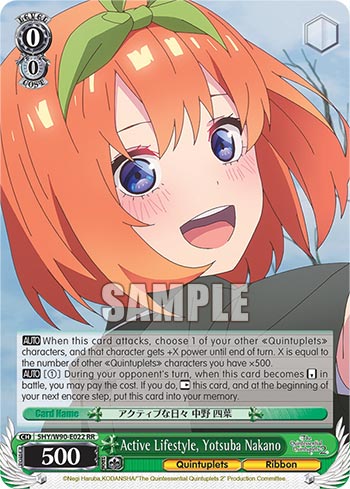 LEVEL
0
0
COST
SAMPLE
AUTO When this card attacks, choose 1 of your other «Quintuplets»
characters, and that character gets +X power until end of turn. X is equal to the
number of other «Quintuplets» characters you have ×500.
AUTO [①] During your opponent's turn, when this card becomes in
battle, you may pay the cost. If you do, this card, and at the beginning of
your next encore step, put this card into your memory.
Card Name アクティブな日々 中野 四葉
CH 5HY/W90-E022 RR Active Lifestyle, Yotsuba Nakano
500 Quintuplets Ribbon
©Negi Haruba,KODANSHA/"The Quintessential Quintuplets 2" Production Committee.